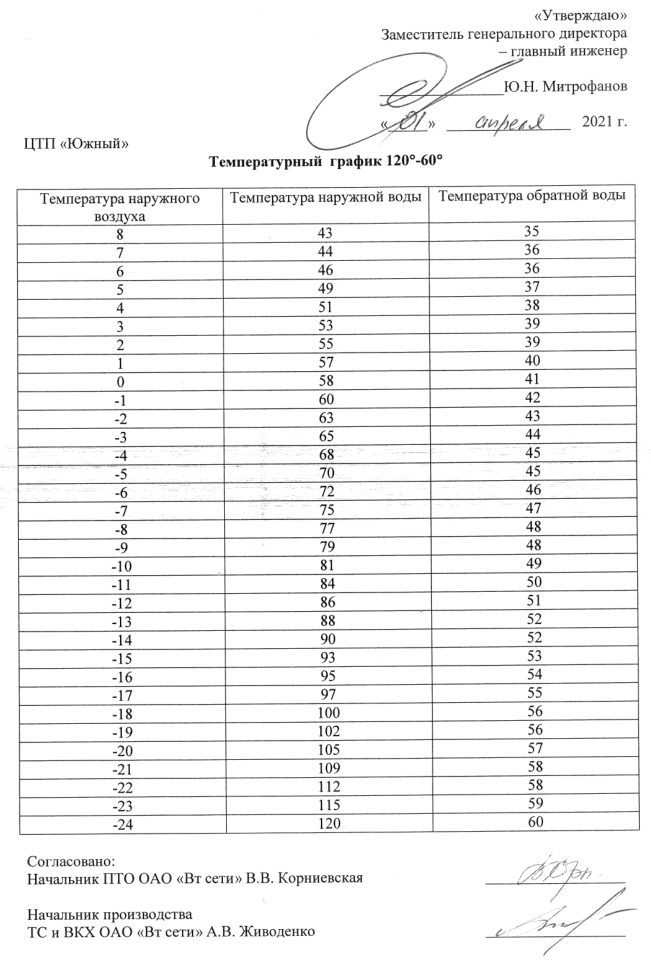 «Утверждаю»
Заместитель генерального директора
– главный инженер
Ю.Н. Митрофанов
« 01 » апреля 2021 г.
ЦТП «Южный»
Температурный график 120°-60°
Температура наружного воздуха Температура наружной воды Температура обратной воды
8 43 35
7 44 36
6 46 36
5 49 37
4 51 38
3 53 39
2 55 39
1 57 40
0 58 41
-1 60 42
-2 63 43
-3 65 44
-4 68 45
-5 70 45
-6 72 46
-7 75 47
-8 77 48
-9 79 48
-10 81 49
-11 84 50
-12 86 51
-13 88 52
-14 90 52
-15 93 53
-16 95 54
-17 97 55
-18 100 56
-19 102 56
-20 105 57
-21 109 58
-22 112 58
-23 115 59
-24 120 60
Согласовано:
Начальник ПТО ОАО «Вт сети» В.В. Корниевская
Начальник производства
ТС и ВКХ ОАО «Вт сети» А.В. Живоденко